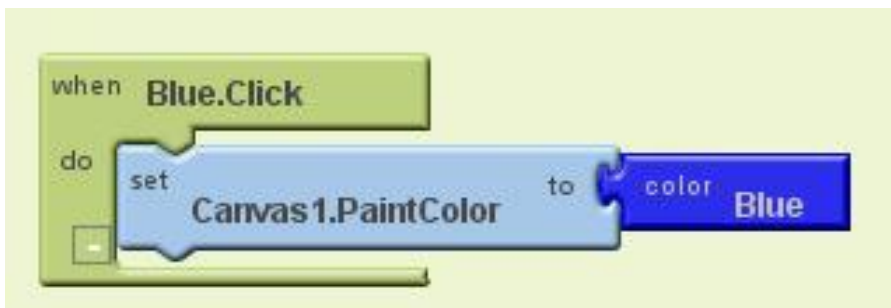 when Blue.Click
do
set
Canvas1.PaintColor
to
color
Blue
-